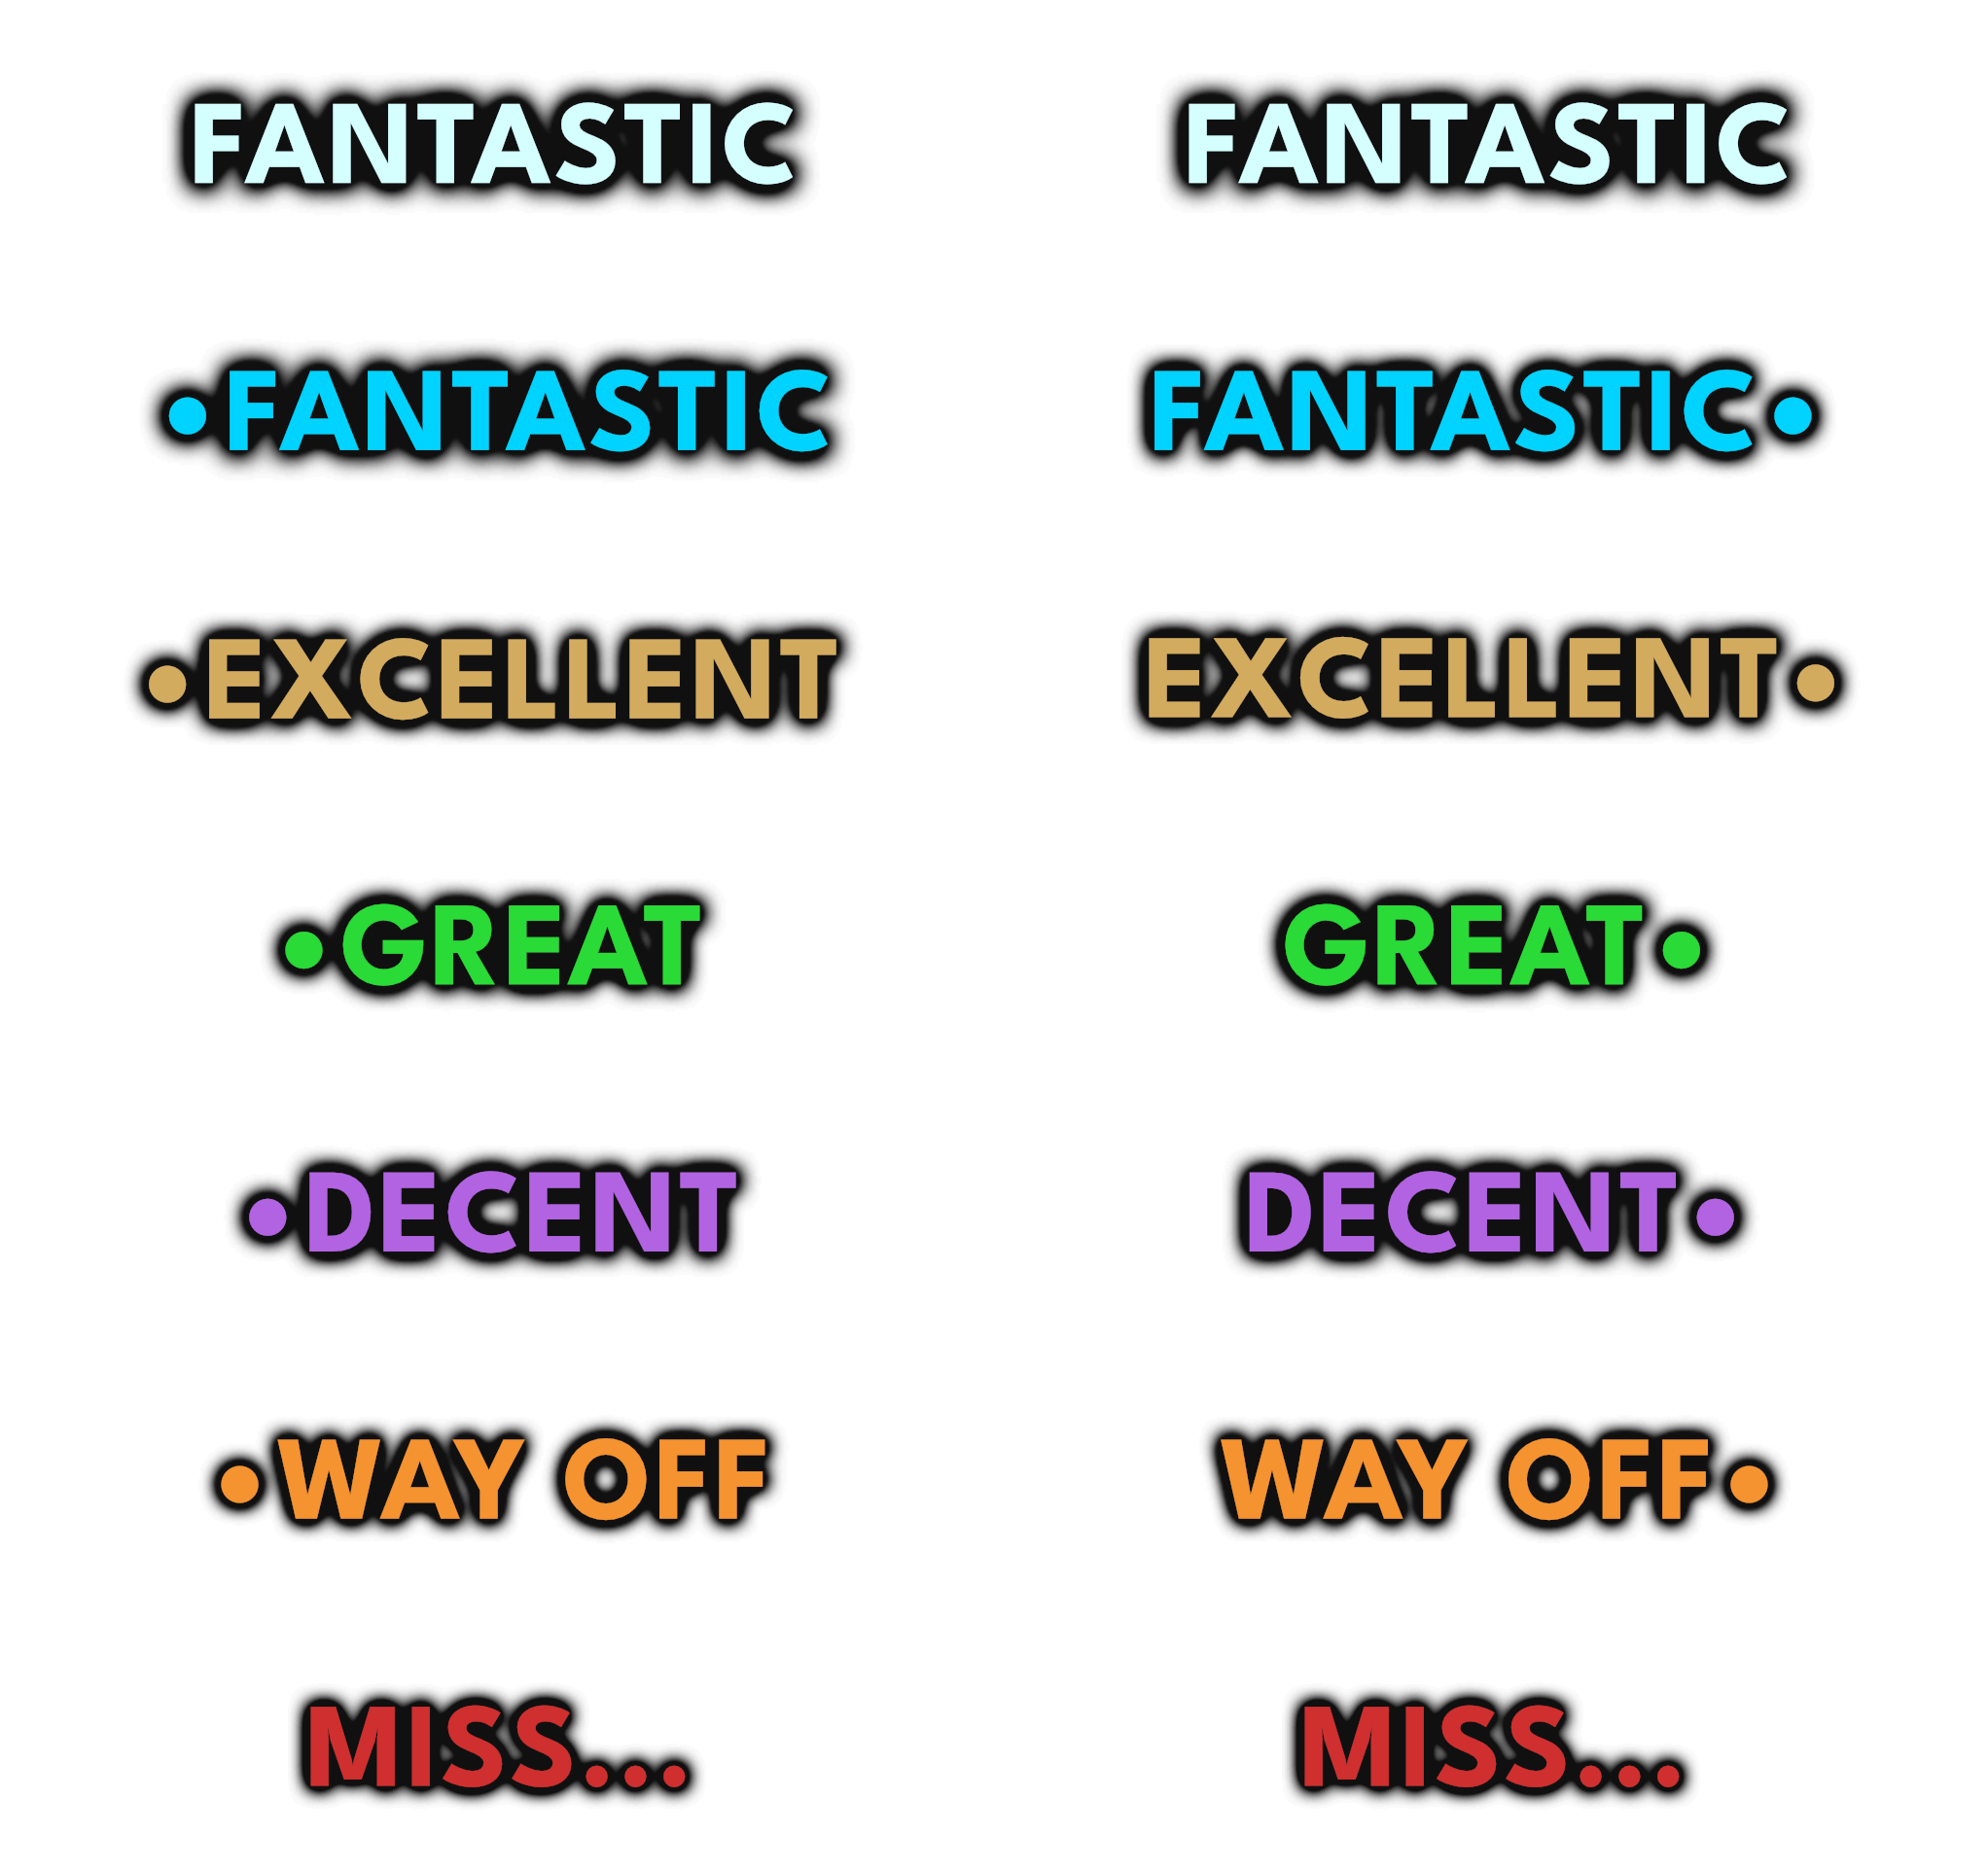 FANTASTIC FANTASTIC
•FANTASTIC FANTASTIC•
•EXCELLENT EXCELLENT•
•GREAT GREAT•
•DECENT DECENT•
•WAY OFF WAY OFF•
MISS... MISS...